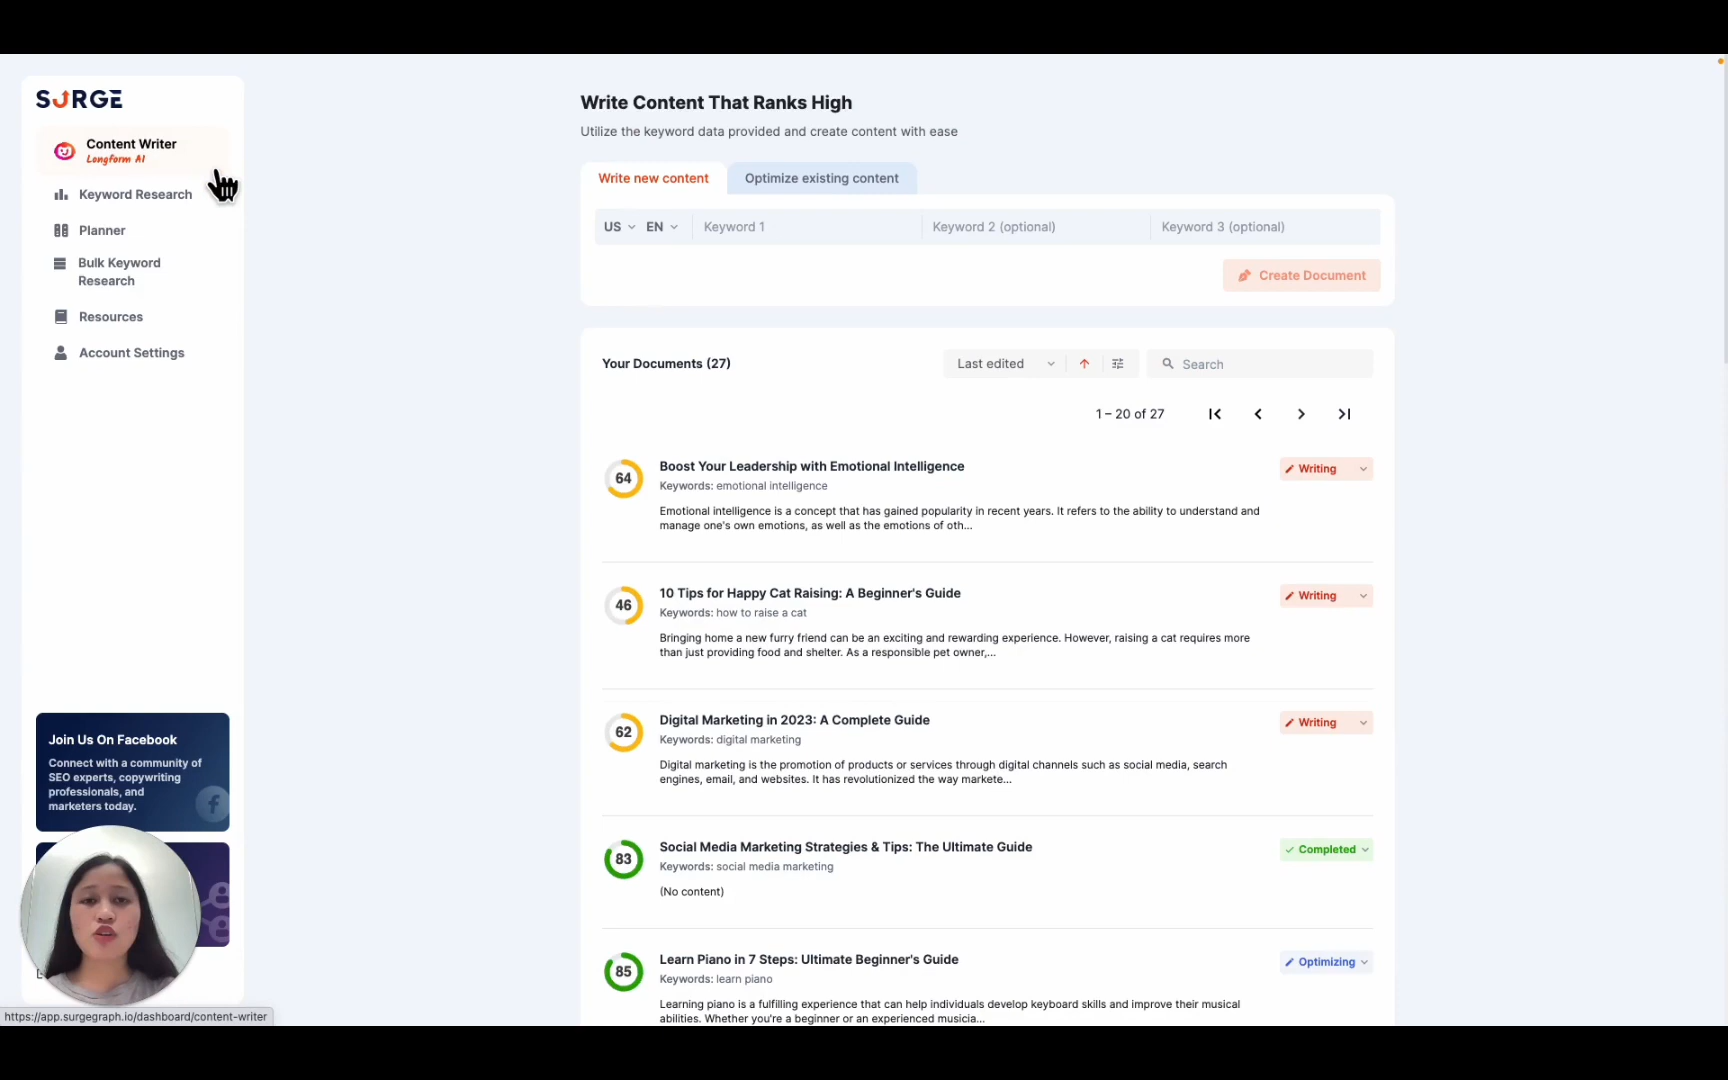 SURGE
Content Writer
Longform AI
Keyword Research
Planner
Bulk Keyword
Research
Resources
Account Settings
Join Us On Facebook
Connect with a community of
SEO experts, copywriting
professionals, and
marketers today.
https://app.surgegraph.io/dashboard/content-writer
Write Content That Ranks High
Utilize the keyword data provided and create content with ease
Write new content
Optimize existing content
US EN Keyword 1 Keyword 2 (optional) Keyword 3 (optional)
Create Document
Your Documents (27) Last edited Search
1 – 20 of 27
64 Boost Your Leadership with Emotional Intelligence Writing
Keywords: emotional intelligence
Emotional intelligence is a concept that has gained popularity in recent years. It refers to the ability to understand and
manage one's own emotions, as well as the emotions of oth...
46 10 Tips for Happy Cat Raising: A Beginner's Guide Writing
Keywords: how to raise a cat
Bringing home a new furry friend can be an exciting and rewarding experience. However, raising a cat requires more
than just providing food and shelter. As a responsible pet owner,...
62 Digital Marketing in 2023: A Complete Guide Writing
Keywords: digital marketing
Digital marketing is the promotion of products or services through digital channels such as social media, search
engines, email, and websites. It has revolutionized the way markete...
83 Social Media Marketing Strategies & Tips: The Ultimate Guide Completed
Keywords: social media marketing
(No content)
85 Learn Piano in 7 Steps: Ultimate Beginner's Guide Optimizing
Keywords: learn piano
Learning piano is a fulfilling experience that can help individuals develop keyboard skills and improve their musical
abilities. Whether you're a beginner or an experienced musicia...